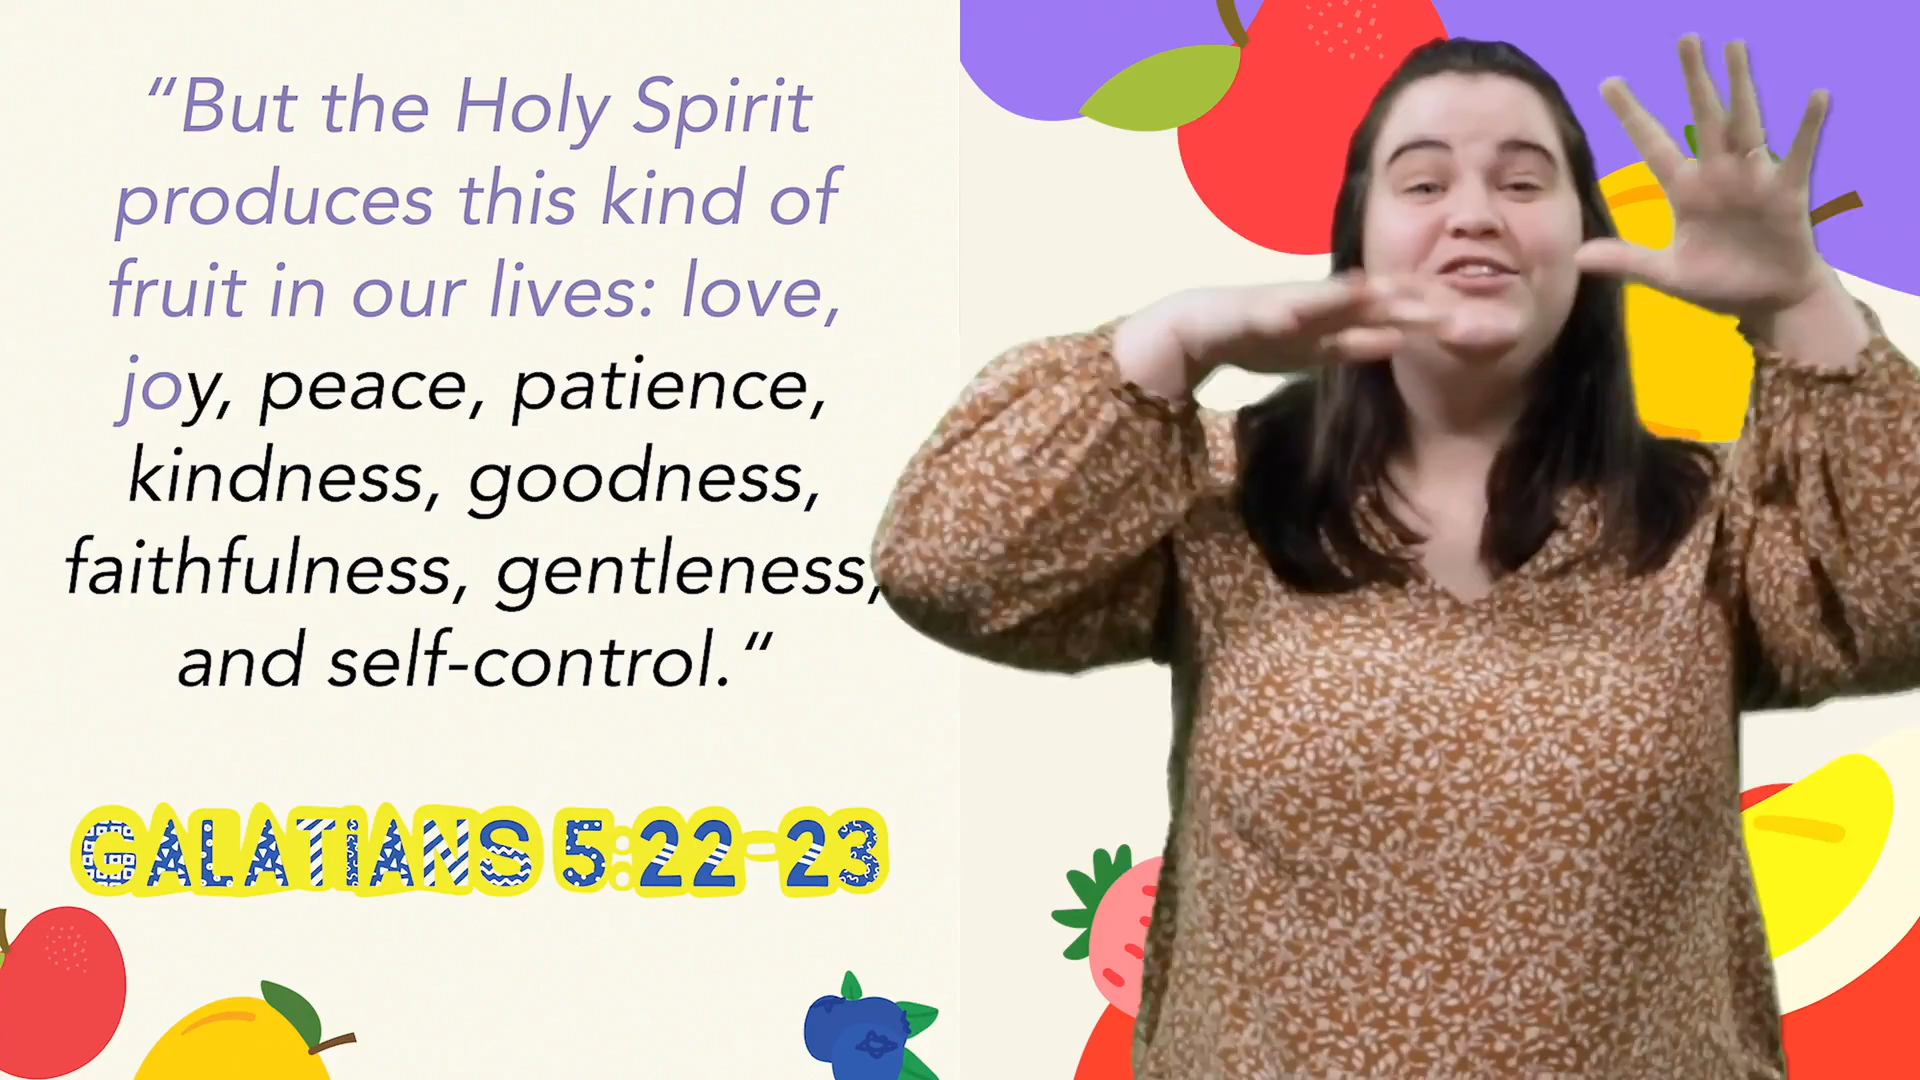 “But the Holy Spirit
produces this kind of
fruit in our lives: love,
joy, peace, patience,
kindness, goodness,
faithfulness, gentleness,
and self-control.“
GALATIANS 5:22-23